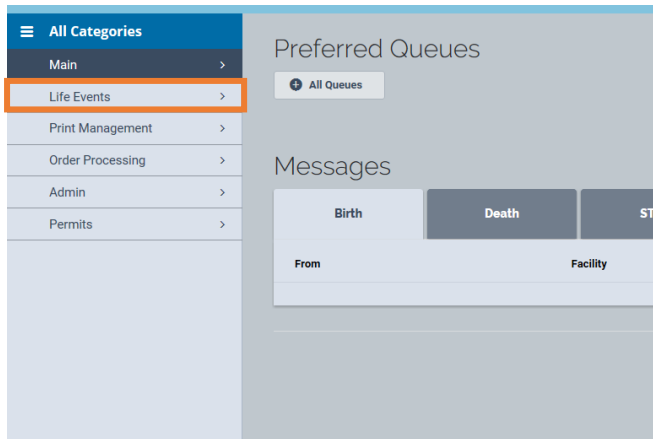 All Categories
Main
Life Events
Print Management
Order Processing
Admin
Permits
Preferred Queues
All Queues
Messages
Birth Death ST
From Facility